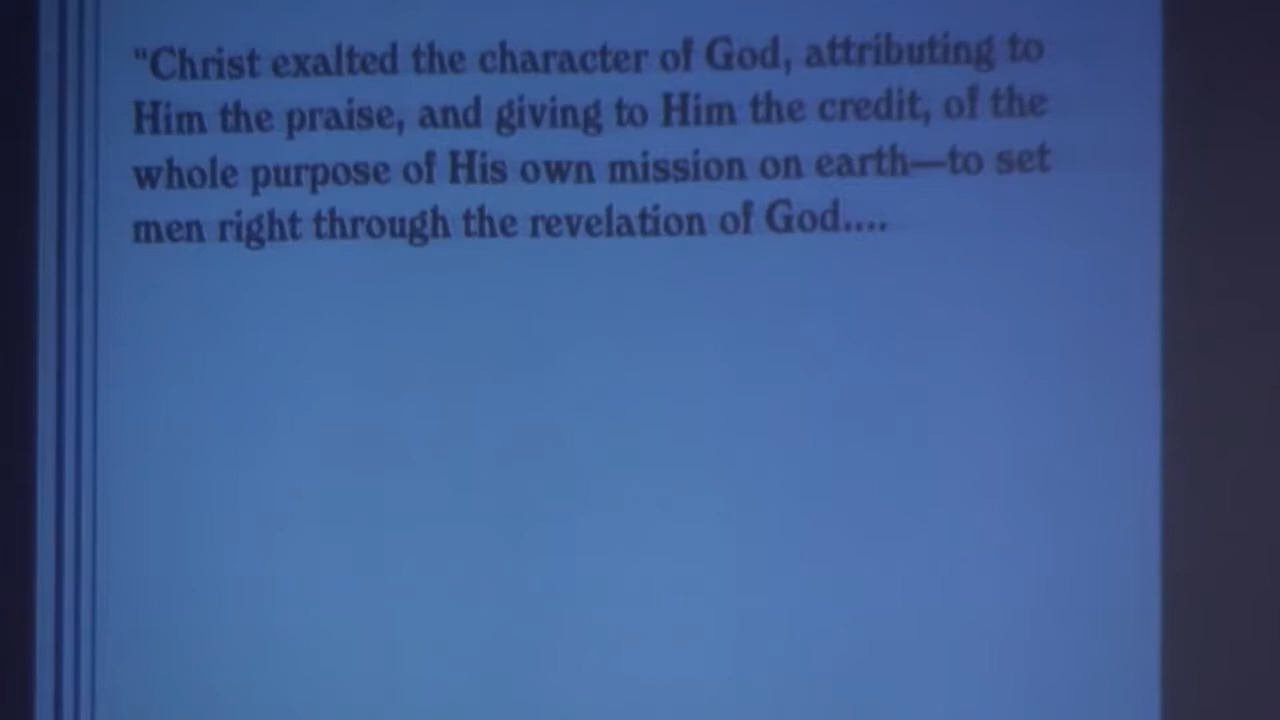 "Christ exalted the character of God, attributing to
Him the praise, and giving to Him the credit, of the
whole purpose of His own mission on earth—to set
men right through the revelation of God....